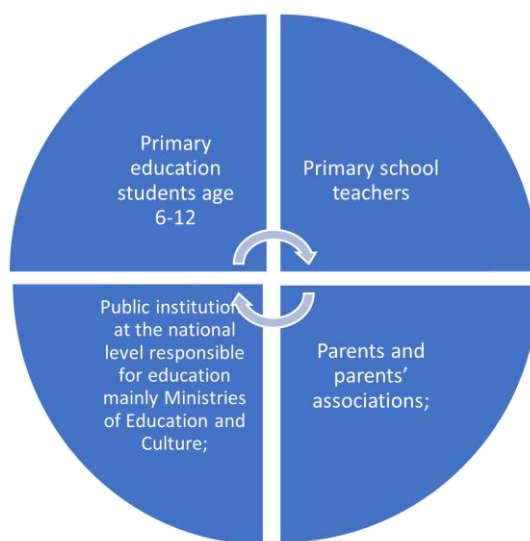 Primary
education
students age
6-12
Primary school
teachers
Public institution
at the national
level responsible
for education
mainly Ministries
of Education and
Culture;
Parents and
parents’
associations;